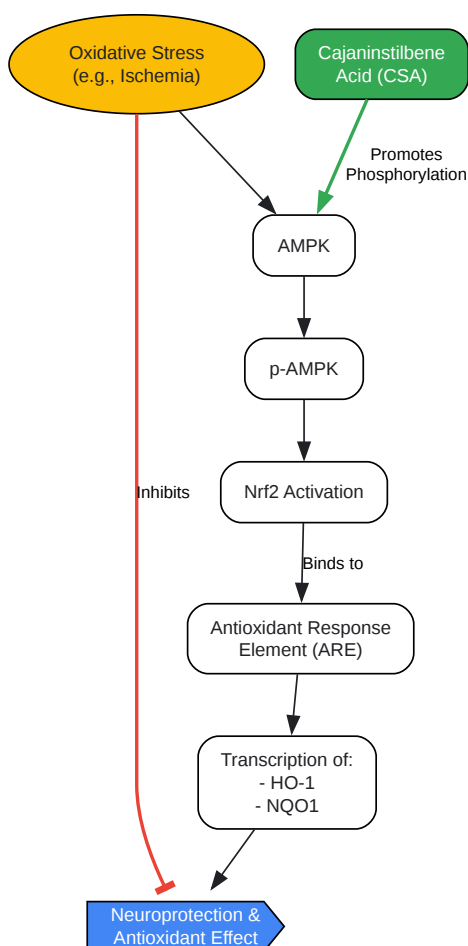 Oxidative Stress
(e.g., Ischemia)
Cajaninstilbene
Acid (CSA)
Promotes
Phosphorylation
AMPK
p-AMPK
Nrf2 Activation
Inhibits
Binds to
Antioxidant Response
Element (ARE)
Transcription of:
- HO-1
- NQO1
Neuroprotection &
Antioxidant Effect